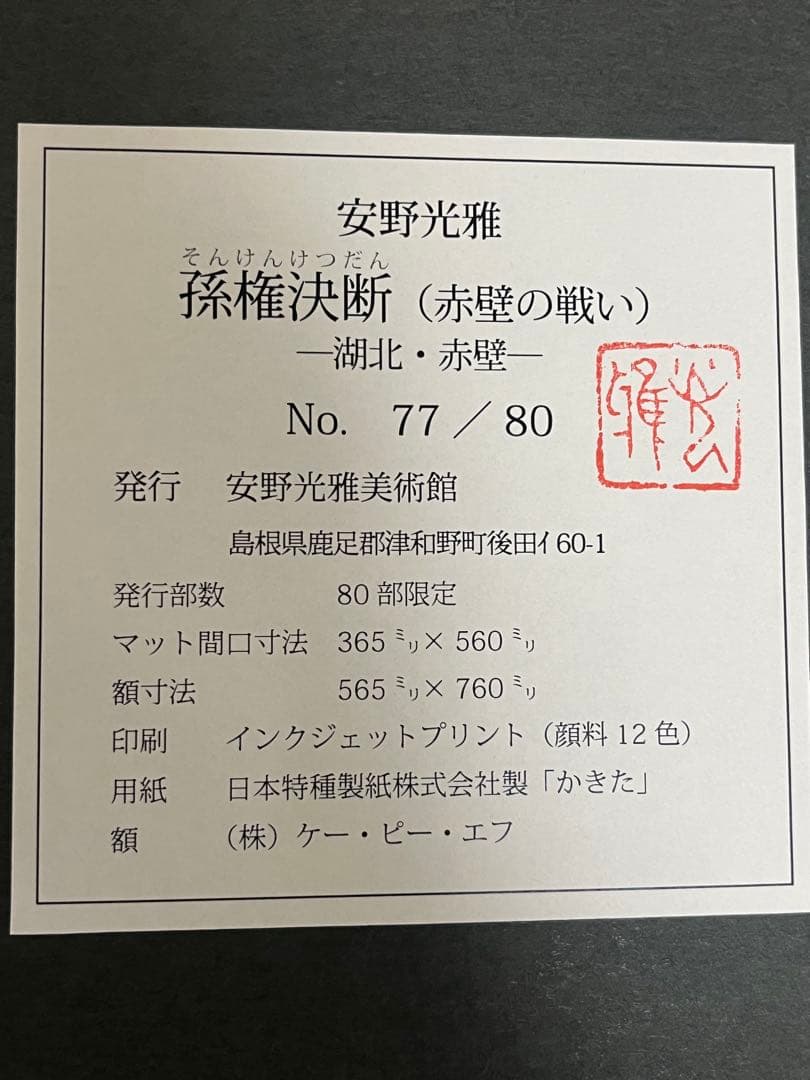 安野光雅
そんけんけつだん
孫権決断（赤壁の戦い）
―湖北・赤壁―
No. 77／80
発行 安野光雅美術館
島根県鹿足郡津和野町後田ｲ60-1
発行部数 80部限定
マット間口寸法 365㍉×560㍉
額寸法 565㍉×760㍉
印刷 インクジェットプリント（顔料12色）
用紙 日本特種製紙株式会社製「かきた」
額 （株）ケー・ピー・エフ